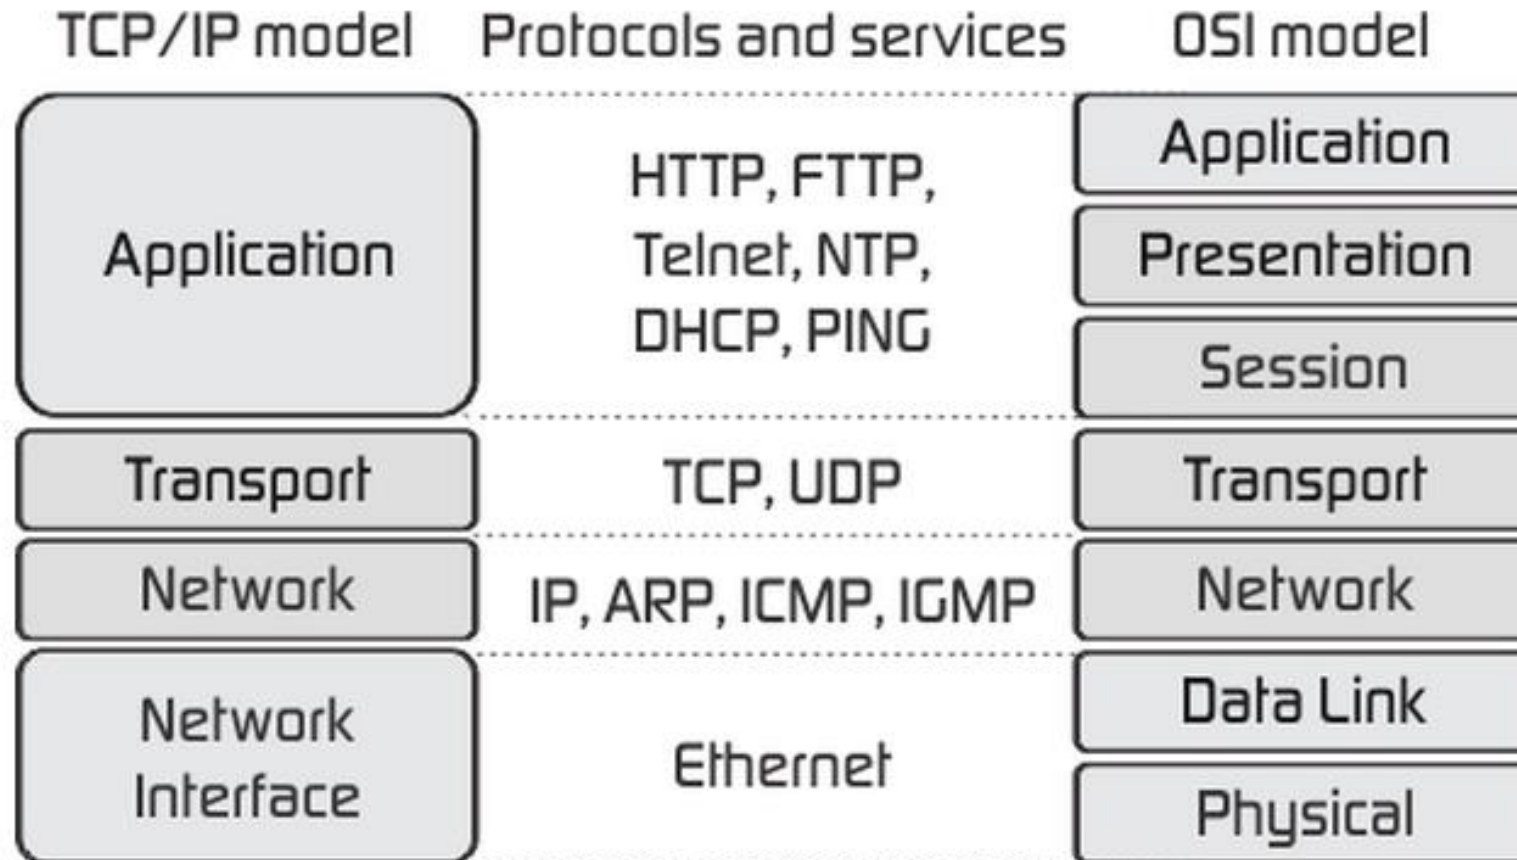 TCP/IP model
Protocols and services
OSI model
Application
HTTP, FTTP,
Telnet, NTP,
DHCP, PING
Application
Presentation
Session
Transport
TCP, UDP
Transport
Network
IP, ARP, ICMP, IGMP
Network
Network
Interface
Ethernet
Data Link
Physical